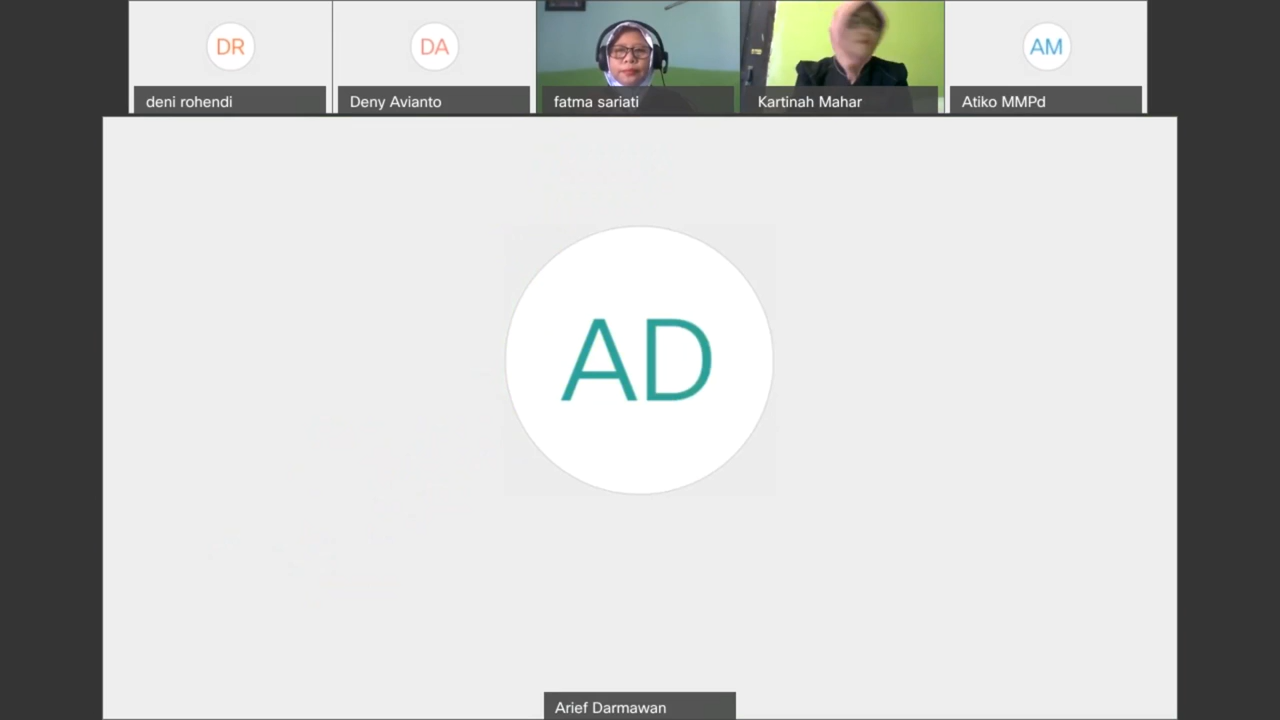 DR
DA
AM
deni rohendi
Deny Avianto
fatma sariati
Kartinah Mahar
Atiko MMPd
AD
Arief Darmawan